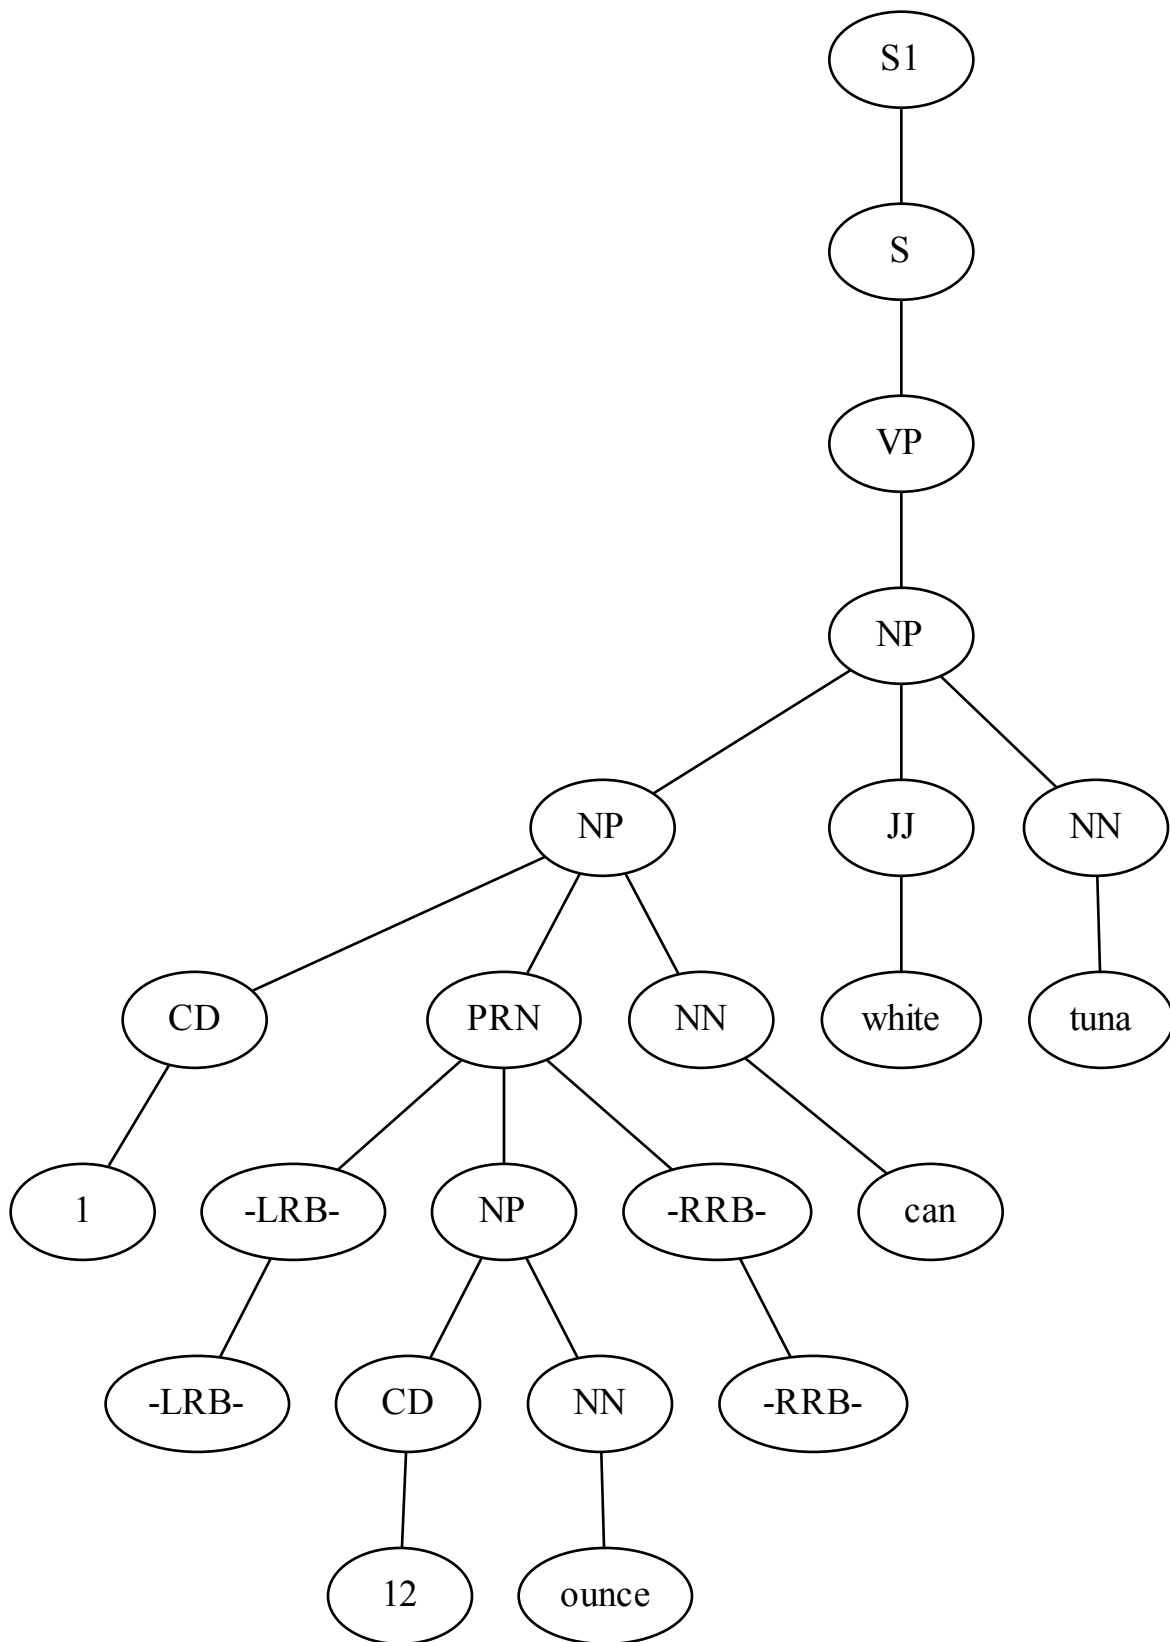 S1
S
VP
NP
NP JJ NN
CD PRN NN white tuna
1 -LRB- NP -RRB- can
-LRB- CD NN -RRB-
12 ounce